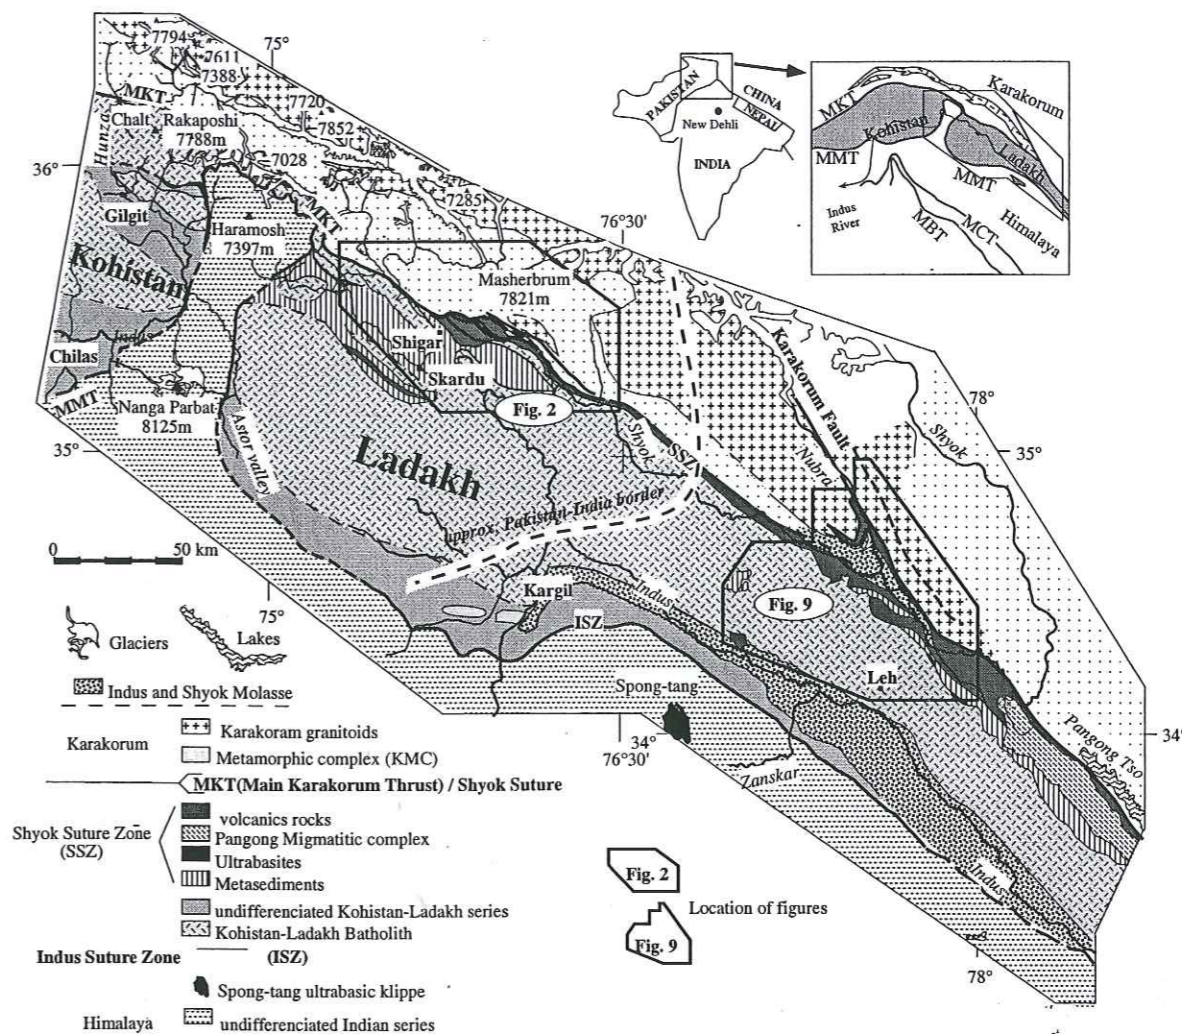 7794
75°
7611
7388
MKT
7720
Chalt
Rakaposhi
7788m
7852
Hunza
7028
36°
7285
Gilgit
MKT
Haramosh
7397m
76°30'
Kohistan
Masherbrum
7821m
Indus
Shigar
Chilas
Skardu
MMT
Nanga Parbat
8125m
Fig. 2
Karakorum Fault
78°
35°
Astor valley
Ladakh
Shyok
SSZ
Nubra
Shyok
35°
approx. Pakistan-India border
0 50 km
Kargil
Indus
Fig. 9
75°
ISZ
Leh
Spong-tang
34°
76°30'
Zanskar
Pangong Tso
34°
Indus
78°
PAKISTAN
CHINA
NEPAL
New Dehli
INDIA
MKT
Karakorum
Kohistan
Ladakh
MMT
MMT
Indus
River
MBT
MCT
Himalaya
Glaciers
Lakes
Indus and Shyok Molasse
Karakorum
Karakoram granitoids
Metamorphic complex (KMC)
MKT(Main Karakorum Thrust) / Shyok Suture
Shyok Suture Zone
(SSZ)
volcanics rocks
Pangong Migmatitic complex
Ultrabasites
Metasediments
undifferenciated Kohistan-Ladakh series
Kohistan-Ladakh Batholith
Indus Suture Zone (ISZ)
Spong-tang ultrabasic klippe
Himalaya undifferenciated Indian series
Fig. 2
Location of figures
Fig. 9